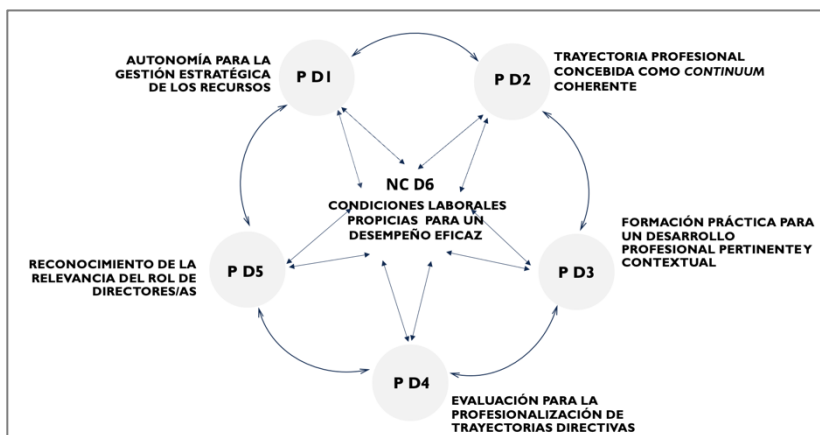 AUTONOMÍA PARA LA
GESTIÓN ESTRATÉGICA
DE LOS RECURSOS
P D1
P D2
TRAYECTORIA PROFESIONAL
CONCEBIDA COMO CONTINUUM
COHERENTE
NC D6
CONDICIONES LABORALES
PROPICIAS PARA UN
DESEMPEÑO EFICAZ
RECONOCIMIENTO DE LA
RELEVANCIA DEL ROL DE
DIRECTORES/AS
P D5
P D3
FORMACIÓN PRÁCTICA PARA
UN DESARROLLO
PROFESIONAL PERTINENTE Y
CONTEXTUAL
P D4
EVALUACIÓN PARA LA
PROFESIONALIZACIÓN DE
TRAYECTORIAS DIRECTIVAS